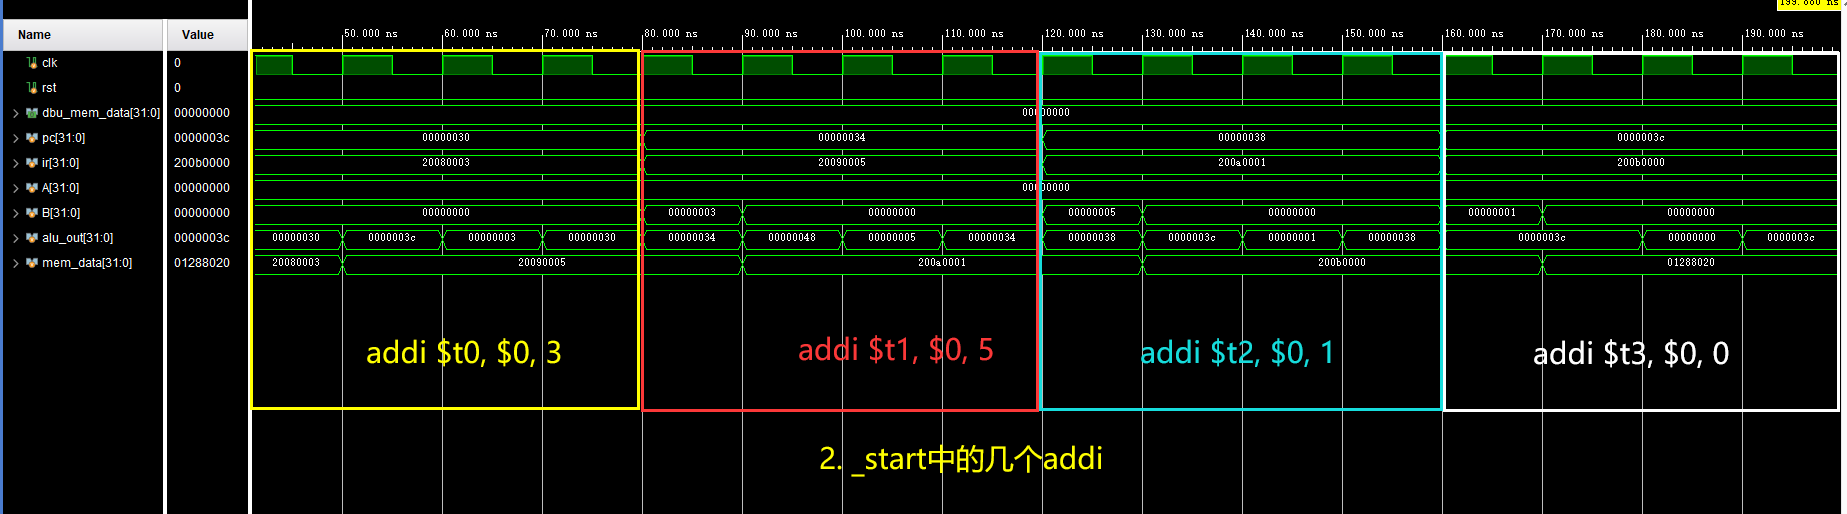 199.660 ns
Name Value
50.000 ns 60.000 ns 70.000 ns 80.000 ns 90.000 ns 100.000 ns 110.000 ns 120.000 ns 130.000 ns 140.000 ns 150.000 ns 160.000 ns 170.000 ns 180.000 ns 190.000 ns
clk 0
rst 0
dbu_mem_data[31:0] 00000000 00000000
pc[31:0] 0000003c 00000030 00000034 00000038 0000003c
ir[31:0] 200b0000 20080003 20090005 200a0001 200b0000
A[31:0] 00000000 00000000
B[31:0] 00000000 00000000 00000003 00000000 00000005 00000000 00000001 00000000
alu_out[31:0] 0000003c 00000030 0000003c 00000003 00000030 00000034 00000048 00000005 00000034 00000038 0000003c 00000001 00000038 0000003c 00000000 0000003c
mem_data[31:0] 01288020 20080003 20090005 200a0001 200b0000 01288020
addi $t0, $0, 3 addi $t1, $0, 5 addi $t2, $0, 1 addi $t3, $0, 0
2. _start中的几个addi